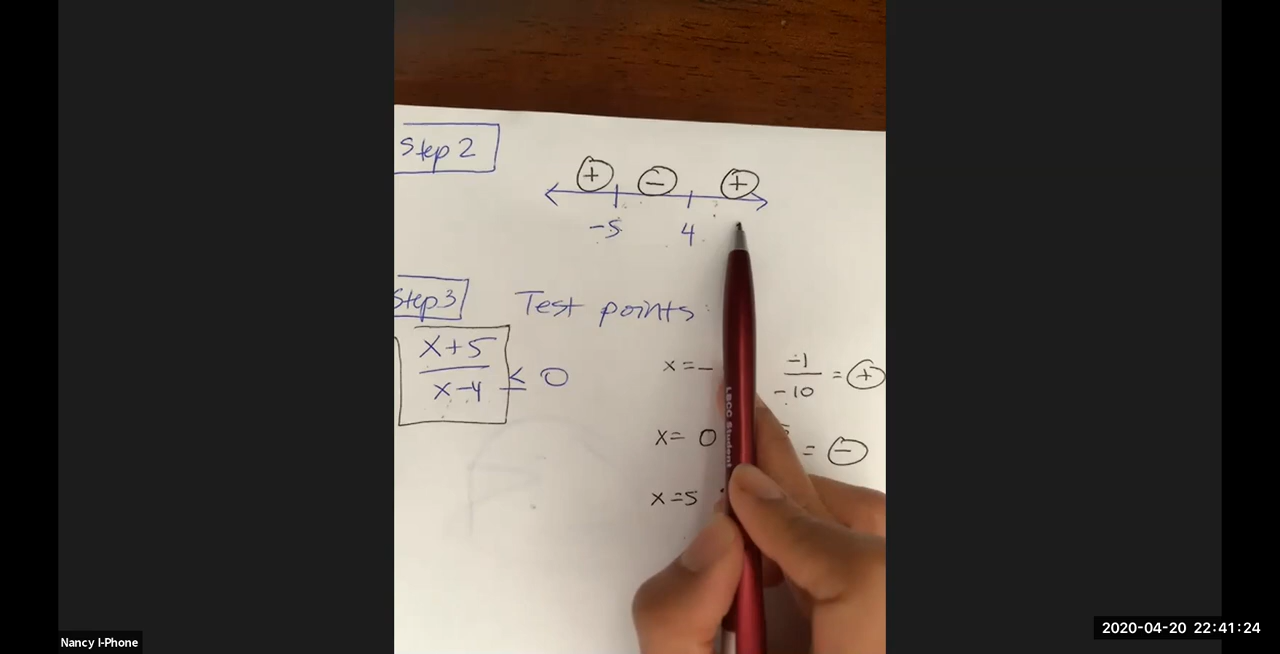 Step 2
+ − +
-5 4
Step 3
Test points:
x+5
x-4
≤ 0
x = −
-1
-10
= +
x = 0
= −
x = 5
LBCC Student
Nancy I-Phone
2020-04-20 22:41:24